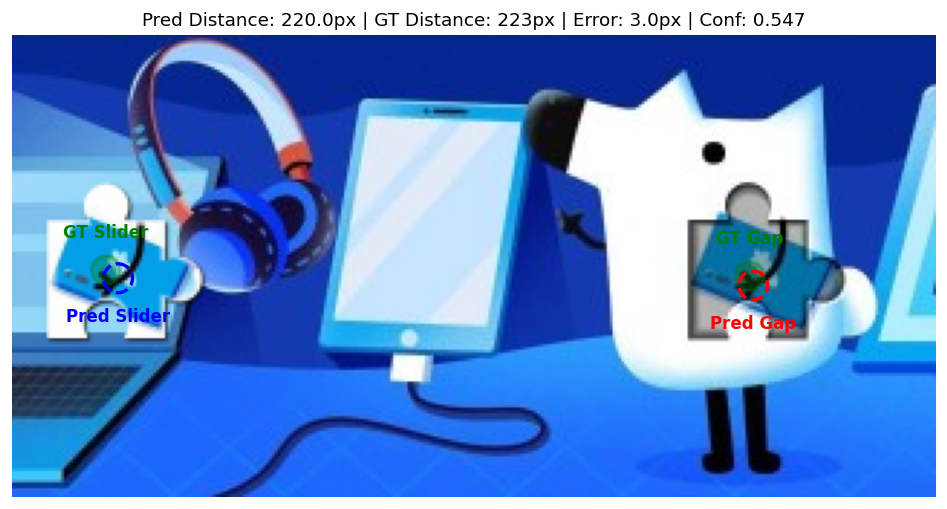 Pred Distance: 220.0px | GT Distance: 223px | Error: 3.0px | Conf: 0.547
GT Slider
GT Gap
Pred Slider
Pred Gap